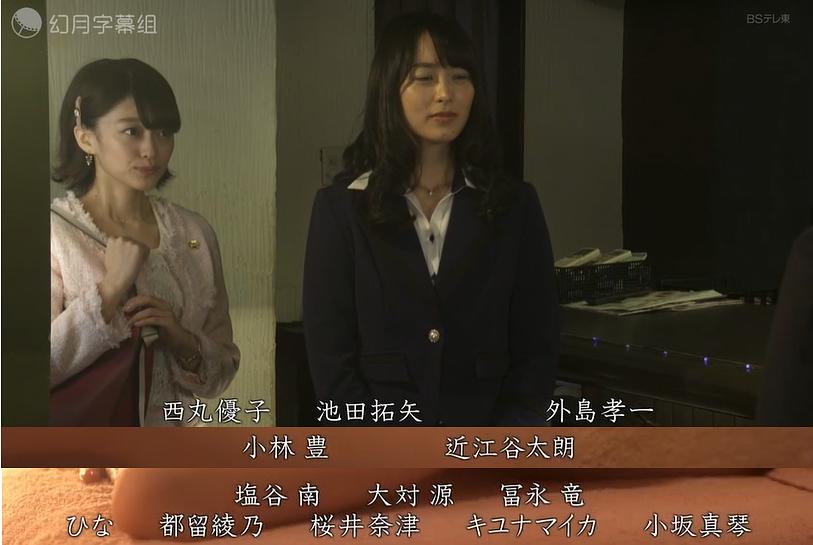 幻月字幕组
BSテレ東
西丸優子 池田拓矢 外島孝一
小林 豊 近江谷太朗
塩谷 南 大対 源 冨永 竜
ひな 都留綾乃 桜井奈津 キユナマイカ 小坂真琴